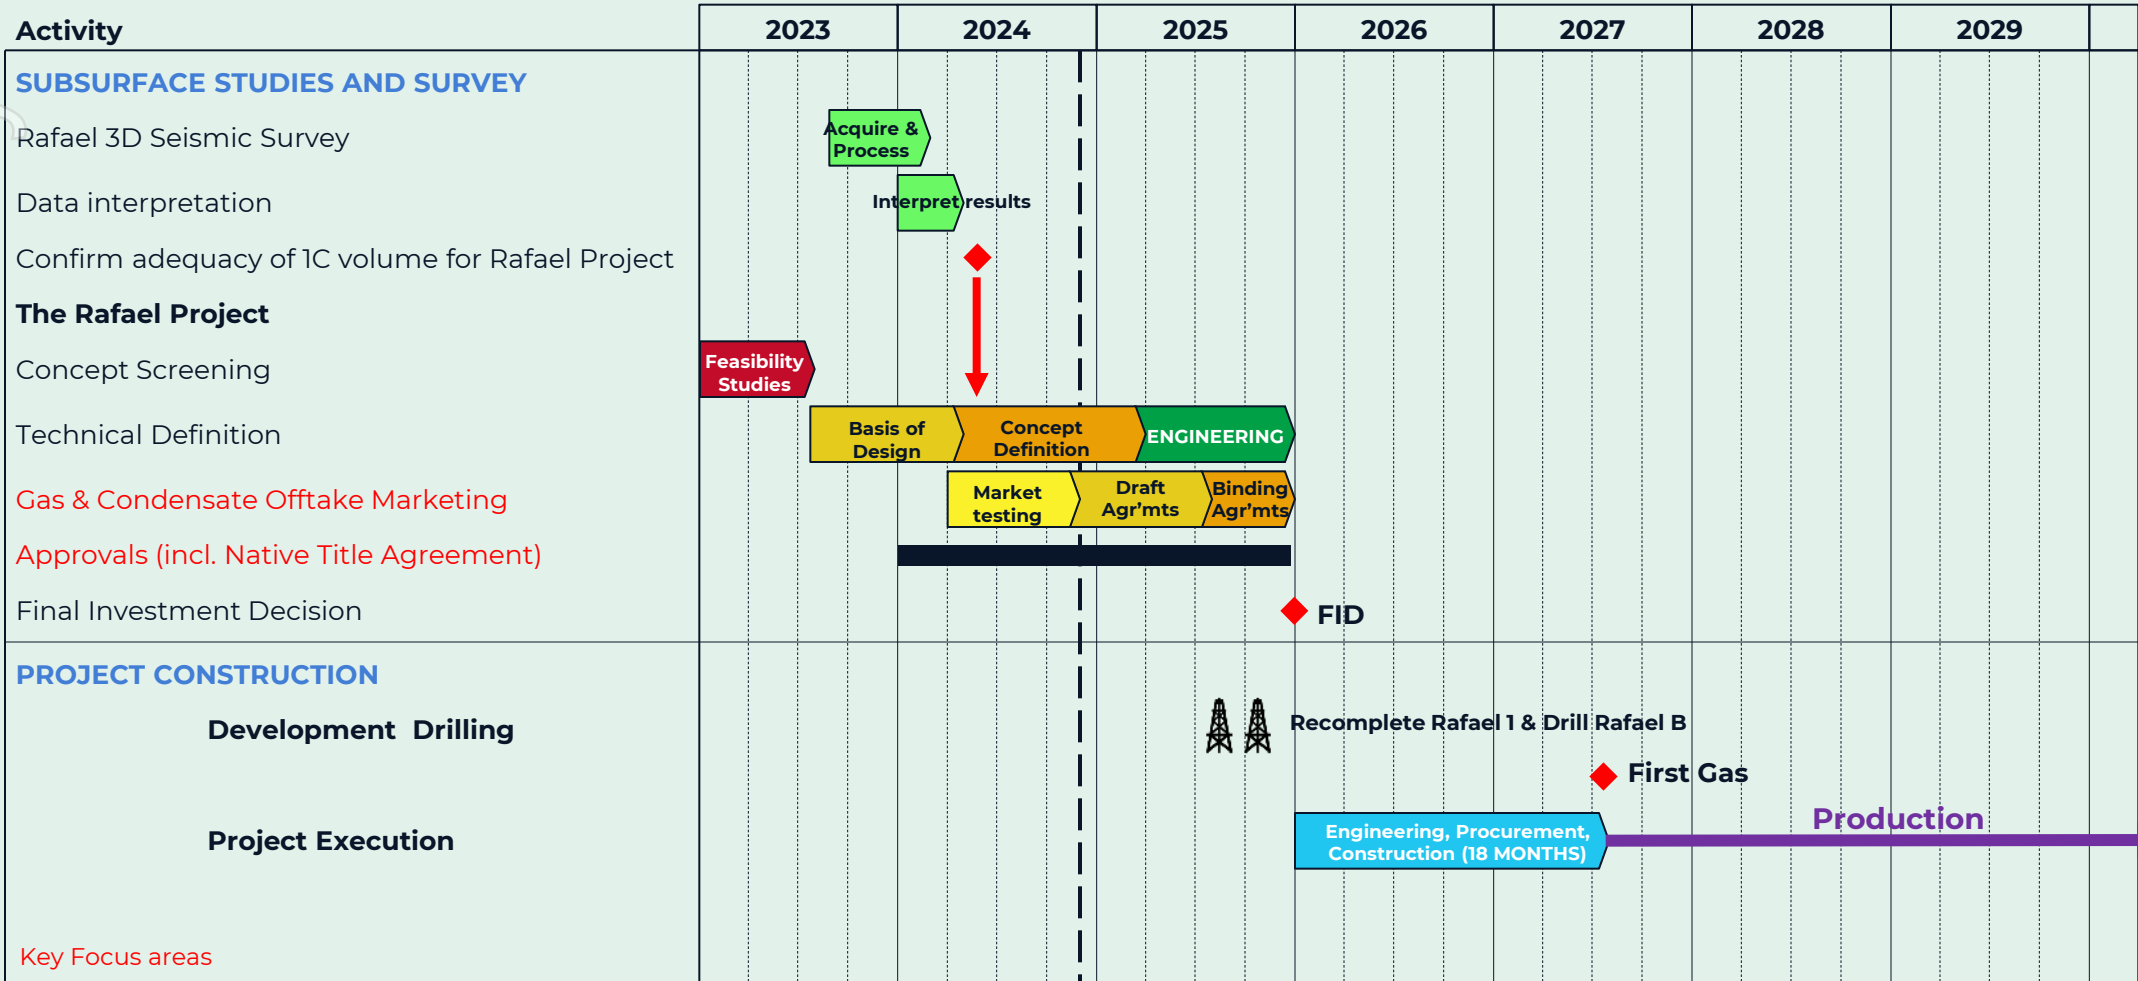 Activity
2023
2024
2025
2026
2027
2028
2029
SUBSURFACE STUDIES AND SURVEY
Rafael 3D Seismic Survey
Acquire &
Process
Data interpretation
Interpret results
Confirm adequacy of 1C volume for Rafael Project
The Rafael Project
Concept Screening
Feasibility
Studies
Technical Definition
Basis of
Design
Concept
Definition
ENGINEERING
Gas & Condensate Offtake Marketing
Market
testing
Draft
Agr’mts
Binding
Agr’mts
Approvals (incl. Native Title Agreement)
Final Investment Decision
FID
PROJECT CONSTRUCTION
Development Drilling
Recomplete Rafael 1 & Drill Rafael B
First Gas
Project Execution
Engineering, Procurement,
Construction (18 MONTHS)
Production
Key Focus areas